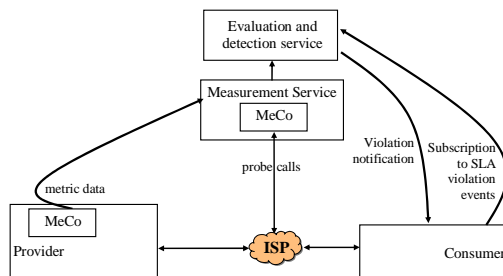 Evaluation and
detection service
Measurement Service
MeCo
Violation
notification
Subscription
to SLA
violation
events
probe calls
metric data
MeCo
Provider
ISP
Consumer